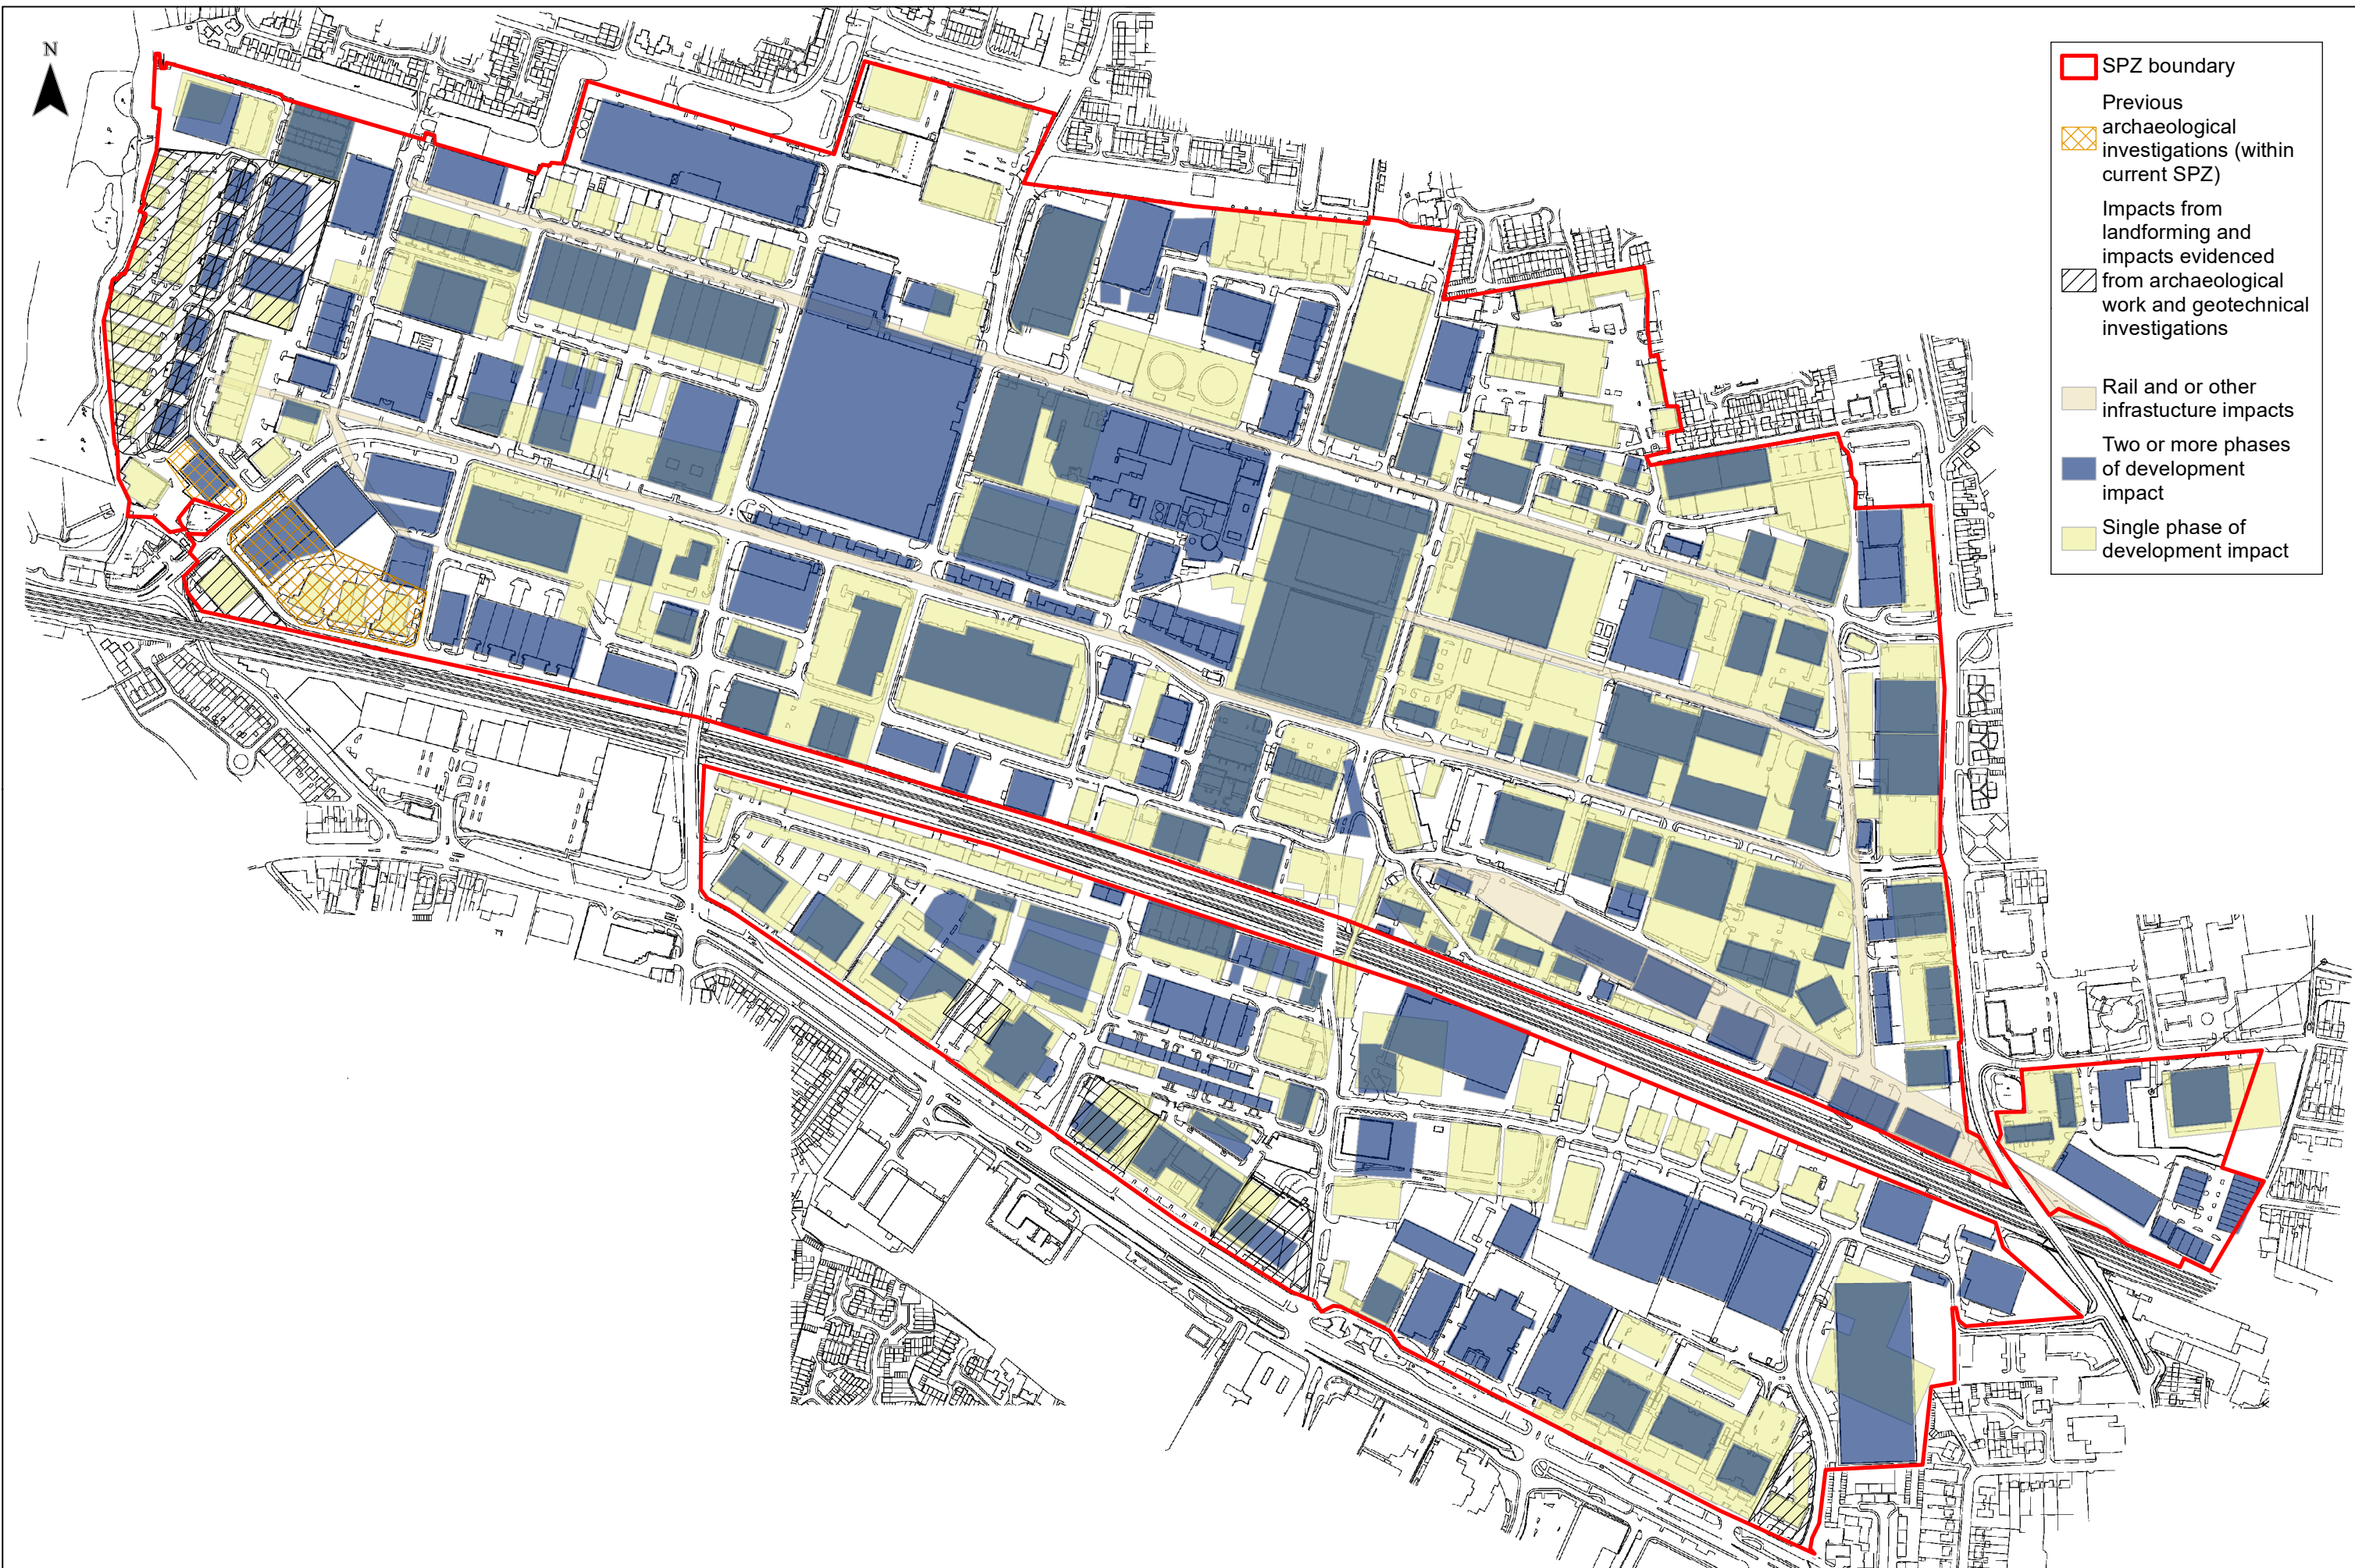 N
SPZ boundary
Previous
archaeological
investigations (within
current SPZ)
Impacts from
landforming and
impacts evidenced
from archaeological
work and geotechnical
investigations
Rail and or other
infrastucture impacts
Two or more phases
of development
impact
Single phase of
development impact